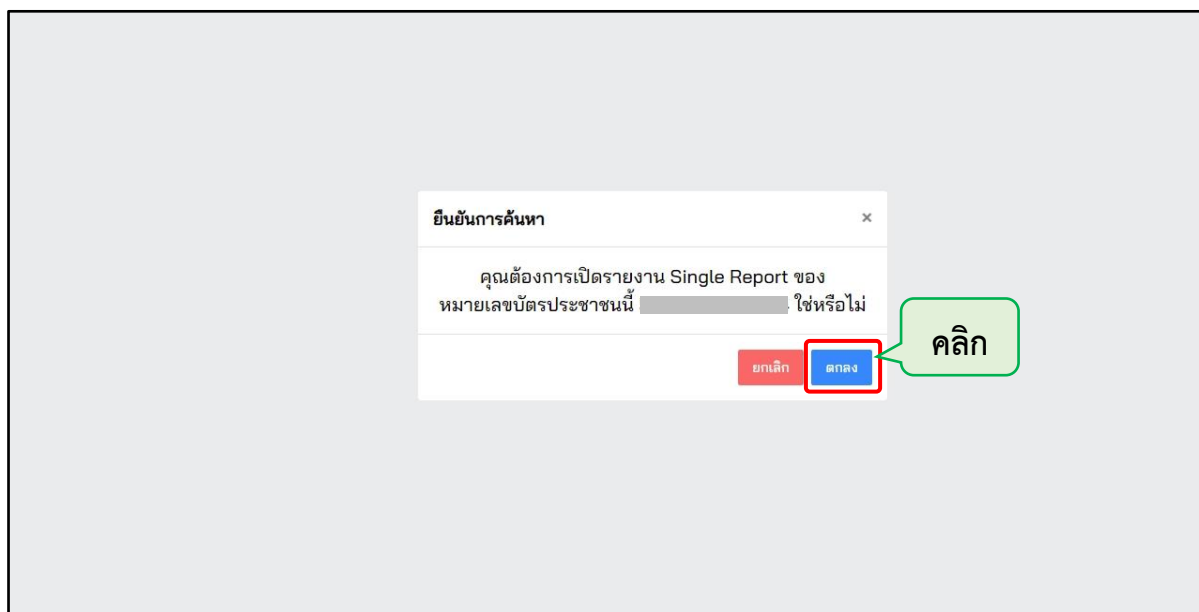 ยืนยันการค้นหา ×
คุณต้องการเปิดรายงาน Single Report ของ
หมายเลขบัตรประชาชนนี้ ใช่หรือไม่
คลิก
ยกเลิก ตกลง